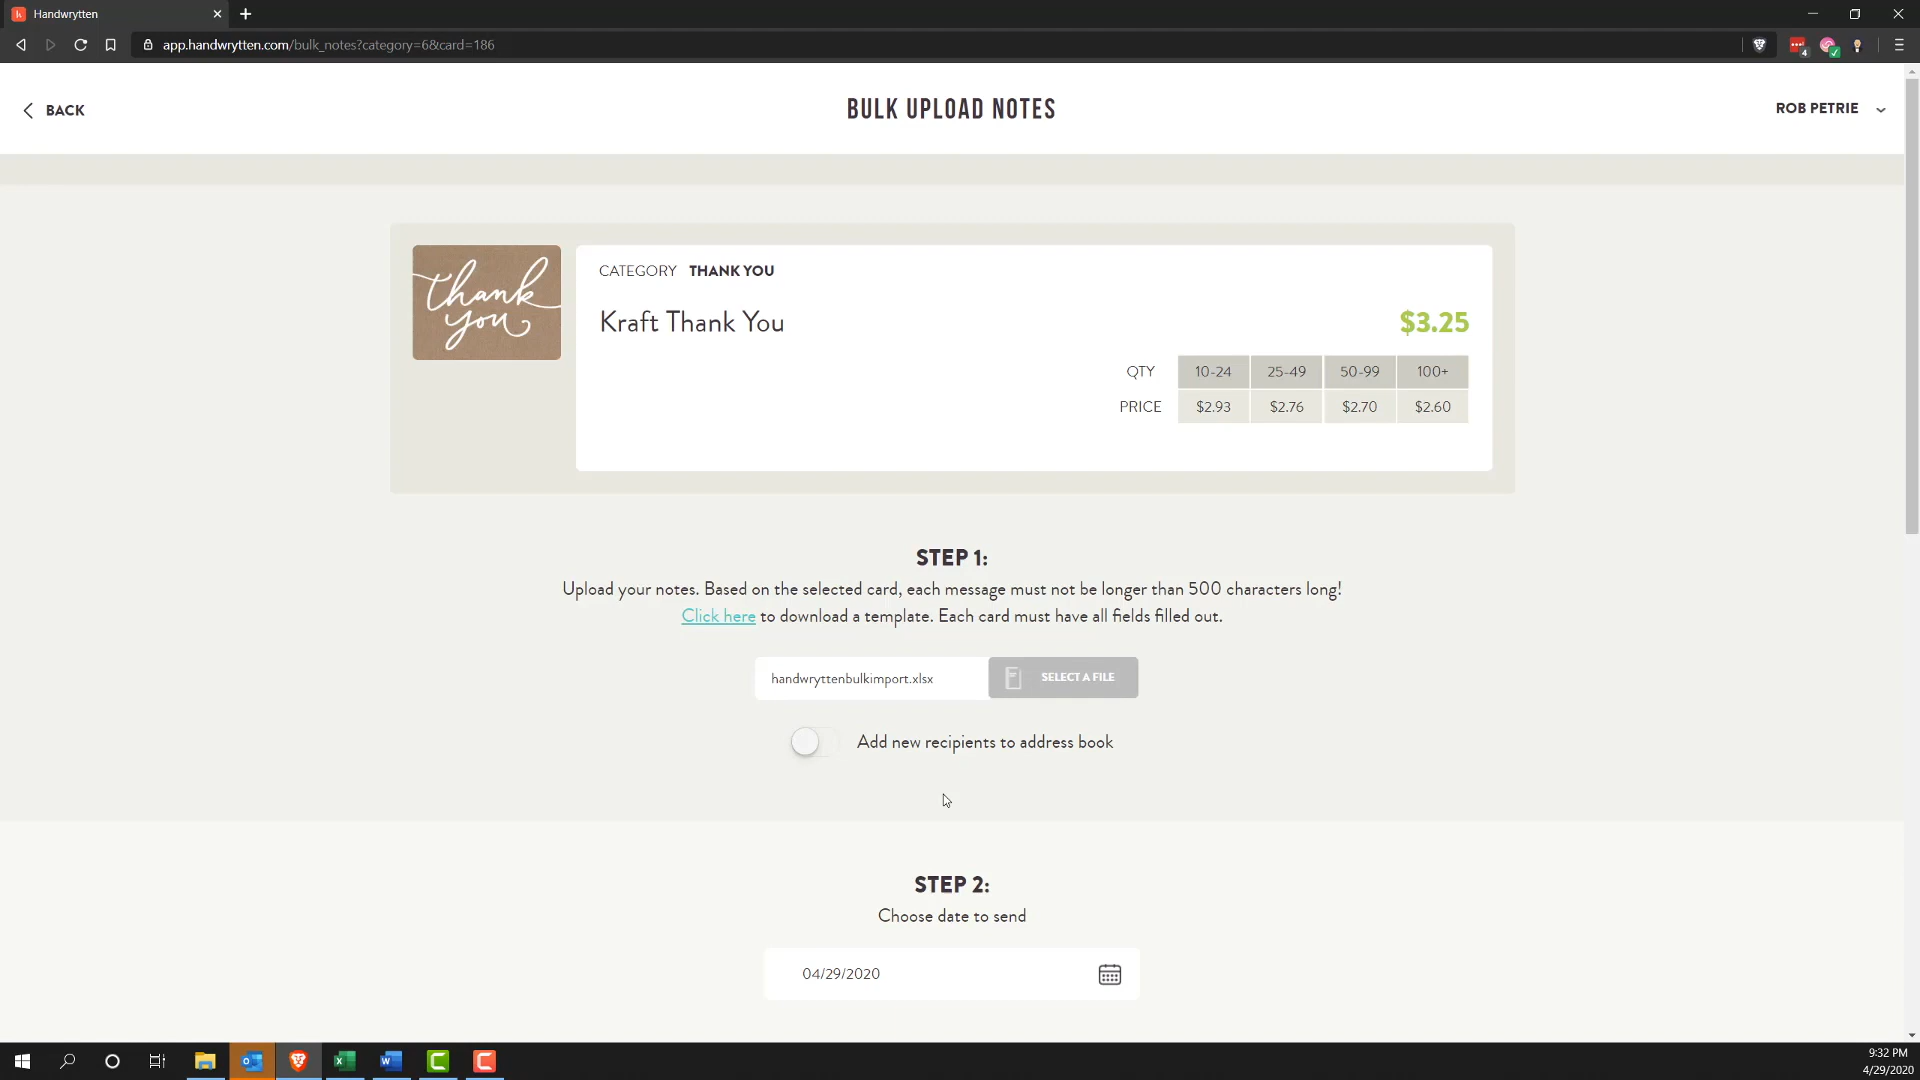 Handwrytten
app.handwrytten.com/bulk_notes?category=6&card=186
4
BACK
BULK UPLOAD NOTES
ROB PETRIE
thank you
CATEGORY THANK YOU
Kraft Thank You
$3.25
QTY 10-24 25-49 50-99 100+
PRICE $2.93 $2.76 $2.70 $2.60
STEP 1:
Upload your notes. Based on the selected card, each message must not be longer than 500 characters long!
Click here to download a template. Each card must have all fields filled out.
handwryttenbulkimport.xlsx SELECT A FILE
Add new recipients to address book
STEP 2:
Choose date to send
04/29/2020
9:32 PM
4/29/2020